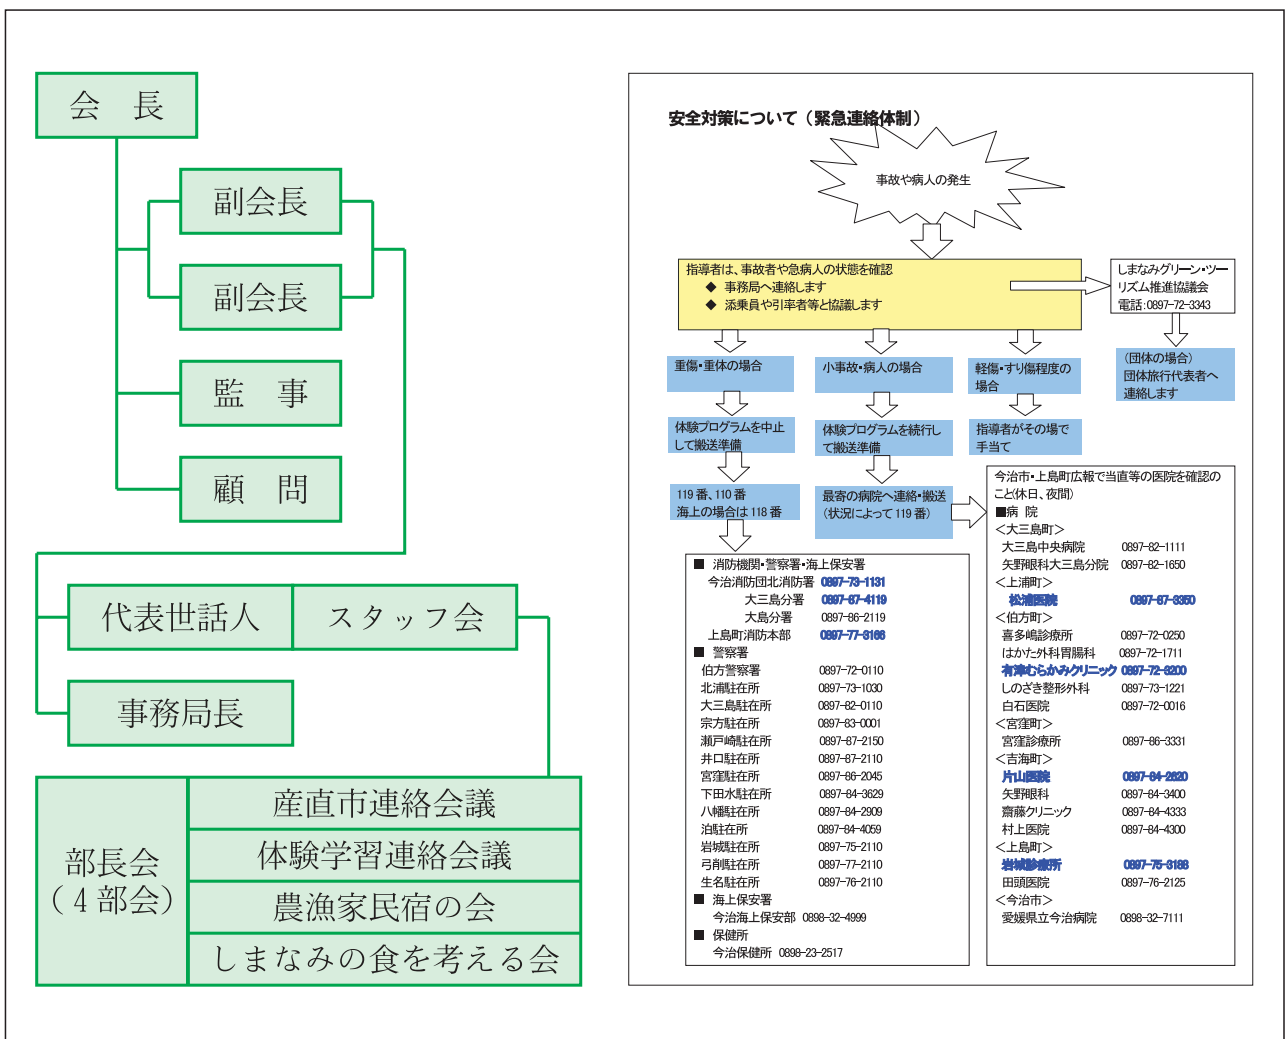 会　長
副会長
副会長
監　事
顧　問
代表世話人
スタッフ会
事務局長
部長会
（4部会）
産直市連絡会議
体験学習連絡会議
農漁家民宿の会
しまなみの食を考える会
安全対策について（緊急連絡体制）
事故や病人の発生
指導者は、事故者や急病人の状態を確認
◆　事務局へ連絡します
◆　添乗員や引率者等と協議します
しまなみグリーン・ツー
リズム推進協議会
電話：0897-72-3343
（団体の場合）
団体旅行代表者へ
連絡します
重傷・重体の場合
小事故・病人の場合
軽傷・すり傷程度の
場合
体験プログラムを中止
して搬送準備
体験プログラムを続行し
て搬送準備
指導者がその場で
手当て
119番、110番
海上の場合は118番
最寄の病院へ連絡・搬送
（状況によって119番）
■　消防機関・警察署・海上保安署
今治消防団北消防署 0897-73-1131
大三島分署 0897-87-4119
大島分署 0897-86-2119
上島町消防本部 0897-77-3166
■　警察署
伯方警察署 0897-72-0110
北浦駐在所 0897-73-1030
大三島駐在所 0897-82-0110
宗方駐在所 0897-83-0001
瀬戸崎駐在所 0897-87-2150
井口駐在所 0897-87-2110
宮窪駐在所 0897-86-2045
下田水駐在所 0897-84-3629
八幡駐在所 0897-84-2909
泊駐在所 0897-84-4059
岩城駐在所 0897-75-2110
弓削駐在所 0897-77-2110
生名駐在所 0897-76-2110
■　海上保安署
今治海上保安部 0898-32-4999
■　保健所
今治保健所 0898-23-2517
今治市・上島町広報で当直等の医院を確認の
こと(休日、夜間)
■病 院
＜大三島町＞
大三島中央病院 0897-82-1111
矢野眼科大三島分院 0897-82-1650
＜上浦町＞
松浦医院 0897-87-3350
＜伯方町＞
喜多嶋診療所 0897-72-0250
はかた外科胃腸科 0897-72-1711
有津むらかみクリニック 0897-72-3200
しのざき整形外科 0897-73-1221
白石医院 0897-72-0016
＜宮窪町＞
宮窪診療所 0897-86-3331
＜吉海町＞
片山医院 0897-84-2620
矢野眼科 0897-84-3400
齋藤クリニック 0897-84-4333
村上医院 0897-84-4300
＜上島町＞
岩城診療所 0897-75-3188
田頭医院 0897-76-2125
＜今治市＞
愛媛県立今治病院 0898-32-7111